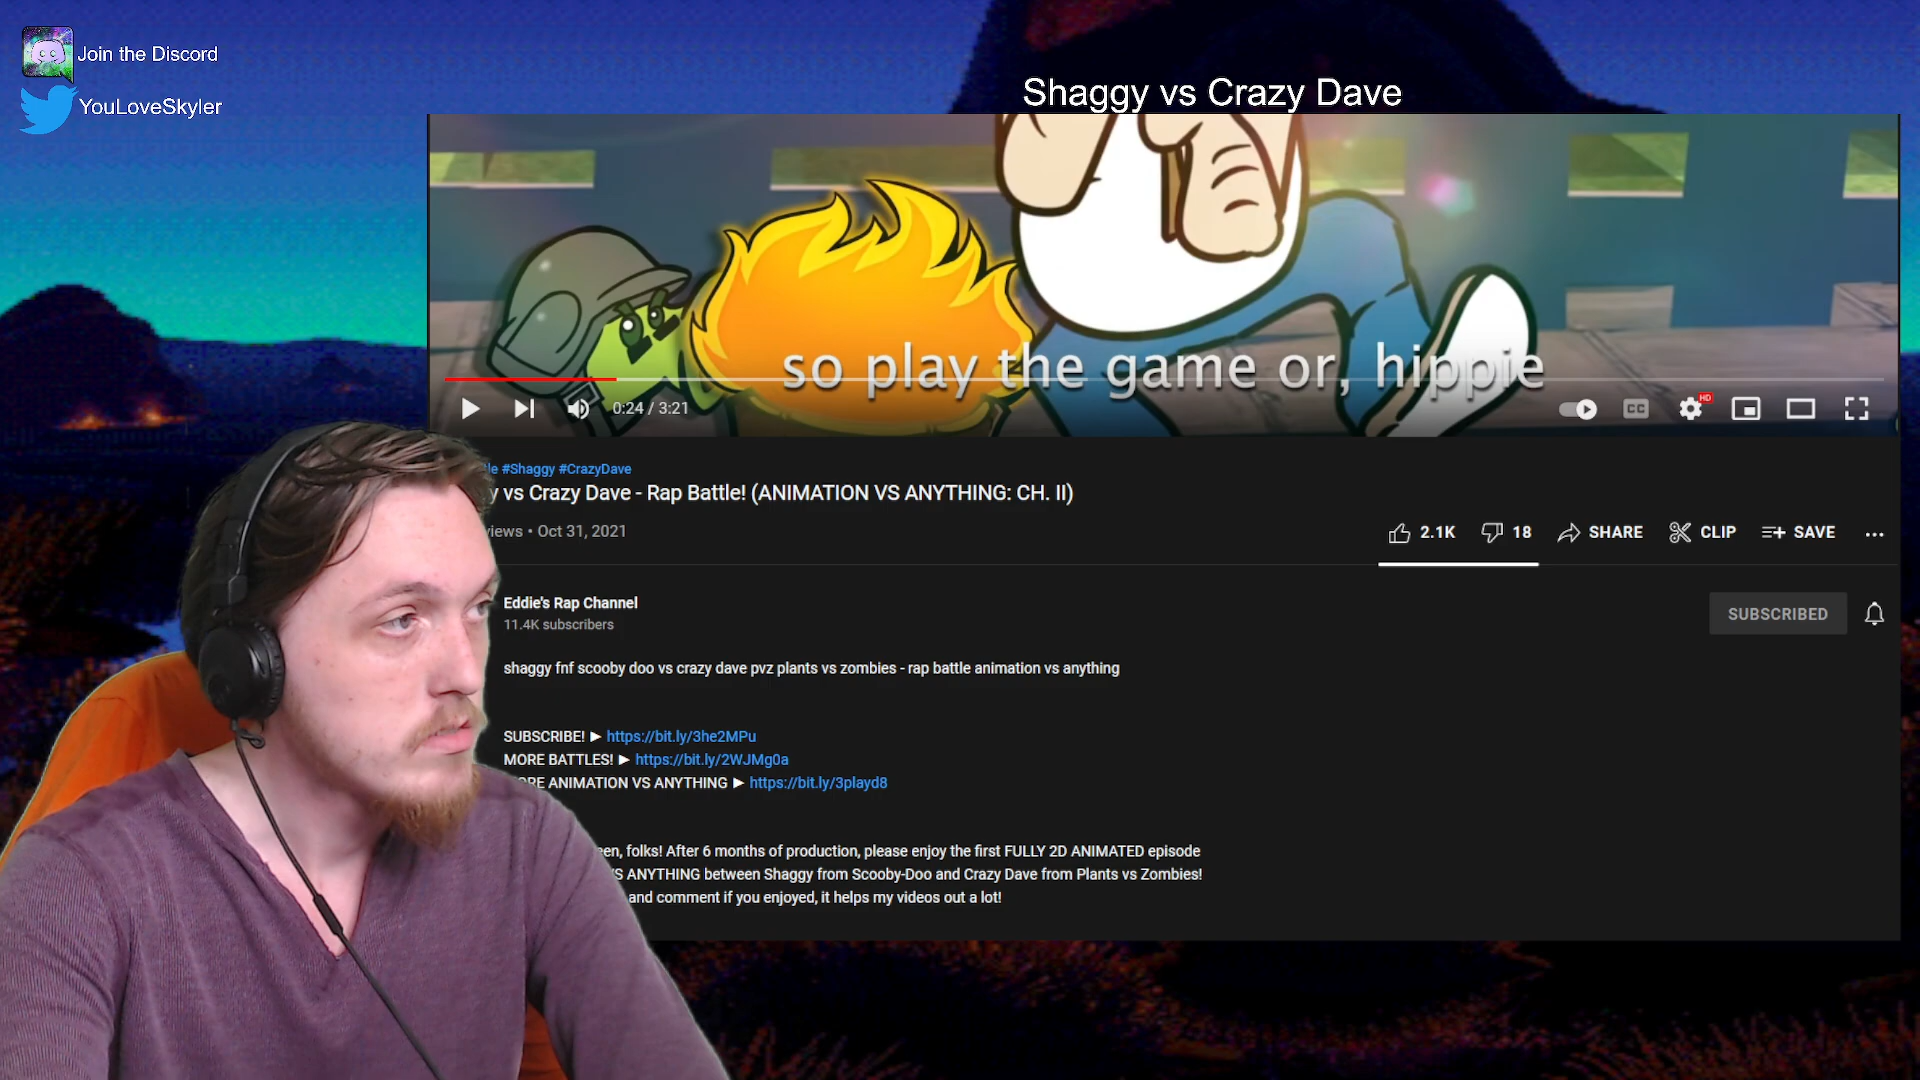 Join the Discord
YouLoveSkyler
Shaggy vs Crazy Dave
so play the game or, hippie
0:24 / 3:21
CC
HD
#Shaggy #CrazyDave
vs Crazy Dave - Rap Battle! (ANIMATION VS ANYTHING: CH. II)
views • Oct 31, 2021
2.1K
18
SHARE
CLIP
SAVE
Eddie's Rap Channel
11.4K subscribers
SUBSCRIBED
shaggy fnf scooby doo vs crazy dave pvz plants vs zombies - rap battle animation vs anything
SUBSCRIBE! ► https://bit.ly/3he2MPu
MORE BATTLES! ► https://bit.ly/2WJMg0a
ANIMATION VS ANYTHING ► https://bit.ly/3playd8
folks! After 6 months of production, please enjoy the first FULLY 2D ANIMATED episode
ANYTHING between Shaggy from Scooby-Doo and Crazy Dave from Plants vs Zombies!
and comment if you enjoyed, it helps my videos out a lot!